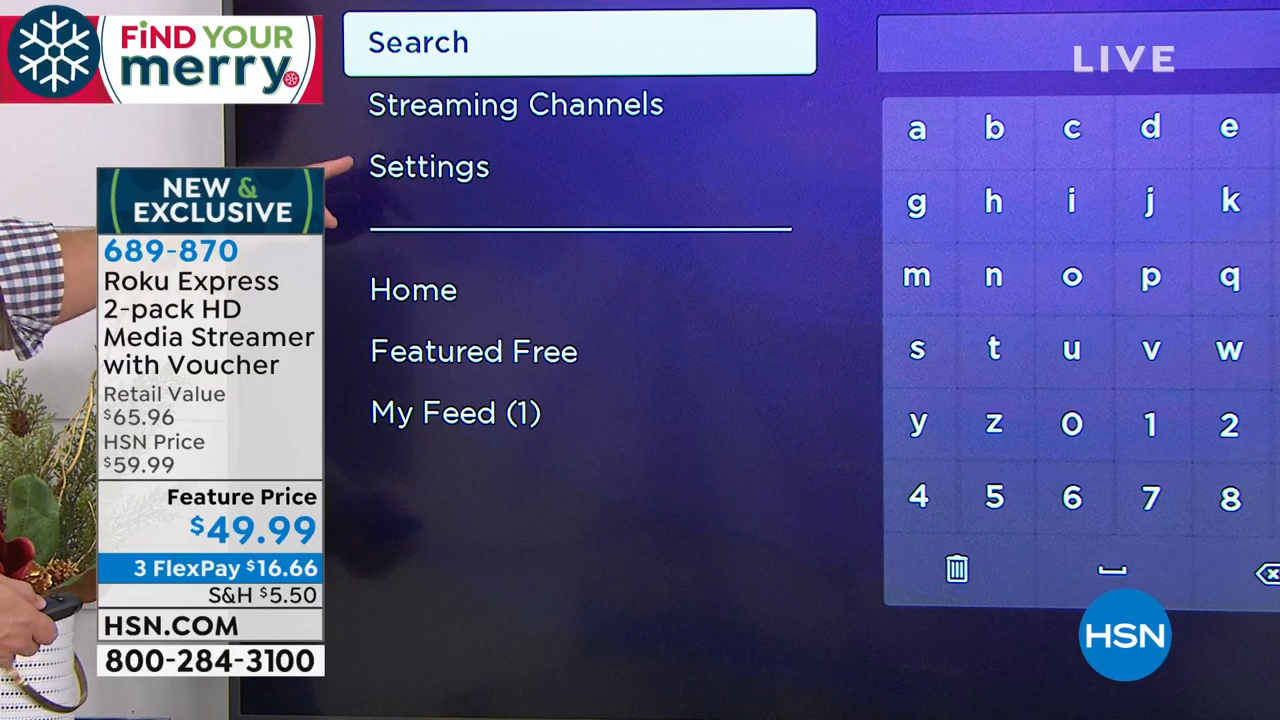 FiND YOUR
merry.
LIVE
Search
Streaming Channels
Settings
Home
Featured Free
My Feed (1)
a b c d e
g h i j k
m n o p q
s t u v w
y z 0 1 2
4 5 6 7 8
NEW &
EXCLUSIVE
689-870
Roku Express
2-pack HD
Media Streamer
with Voucher
Retail Value
$65.96
HSN Price
$59.99
Feature Price
$49.99
3 FlexPay $16.66
S&H $5.50
HSN.COM
800-284-3100
HSN